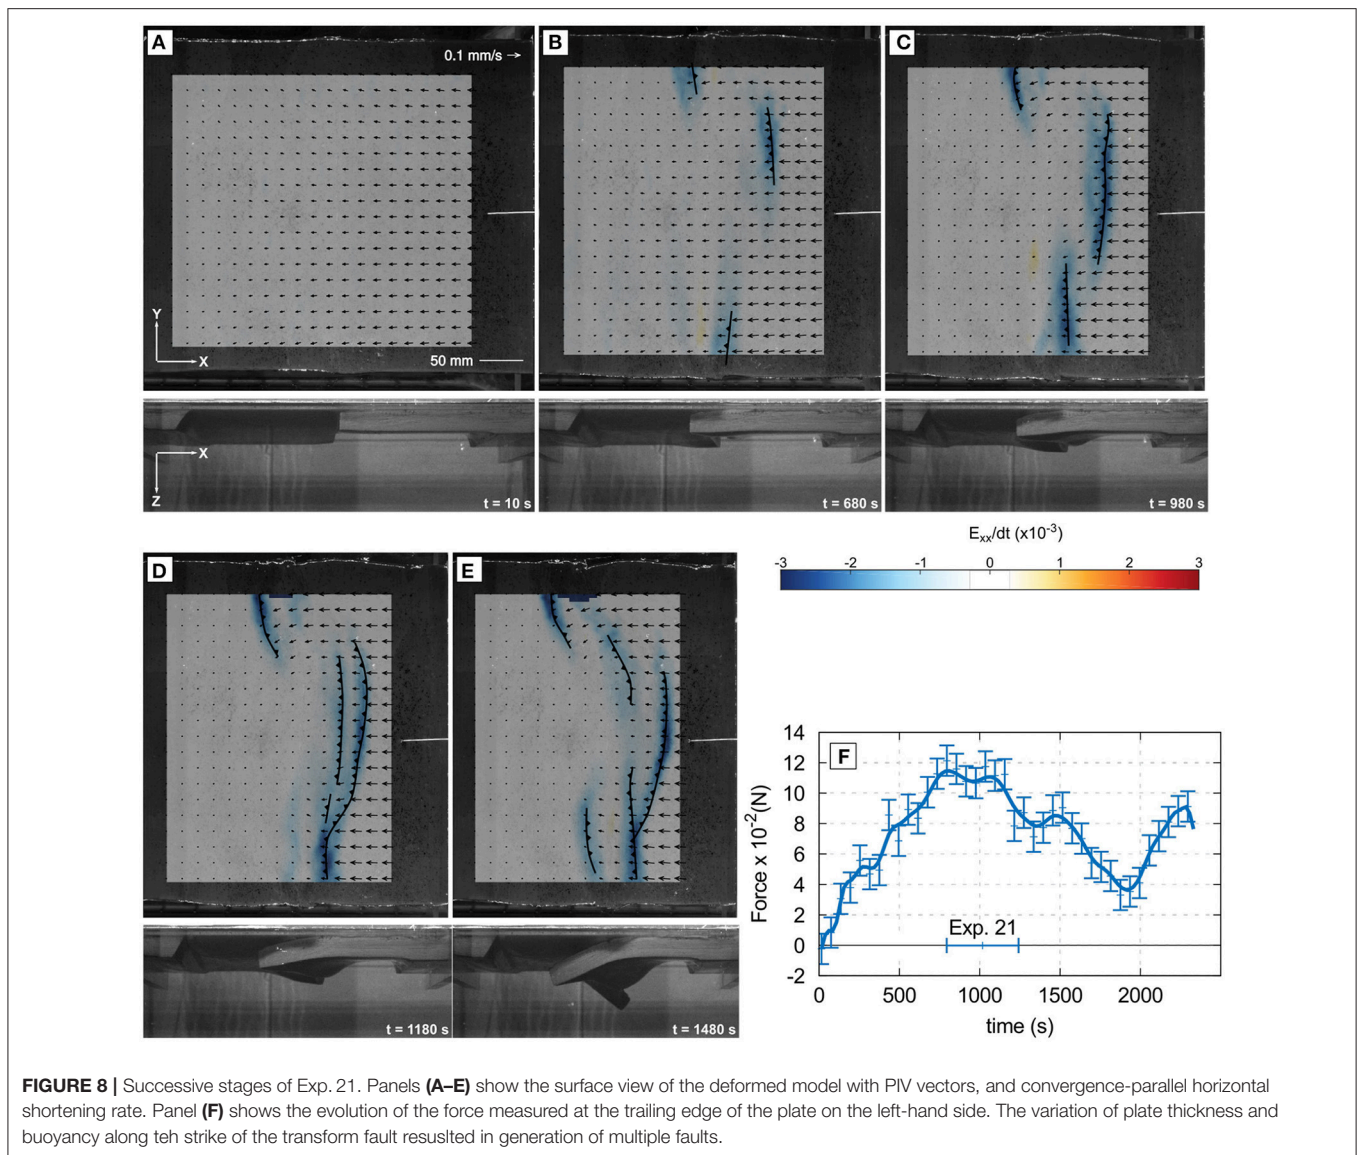 A
0.1 mm/s →
Y
X
50 mm
B
C
X
Z
t = 10 s
t = 680 s
t = 980 s
Exx/dt (x10-3)
-3 -2 -1 0 1 2 3
D
E
t = 1180 s
t = 1480 s
F
Force x 10-2(N)
14
12
10
8
6
4
2
0
-2
Exp. 21
0 500 1000 1500 2000
time (s)
FIGURE 8 | Successive stages of Exp. 21. Panels (A–E) show the surface view of the deformed model with PIV vectors, and convergence-parallel horizontal
shortening rate. Panel (F) shows the evolution of the force measured at the trailing edge of the plate on the left-hand side. The variation of plate thickness and
buoyancy along teh strike of the transform fault resuslted in generation of multiple faults.